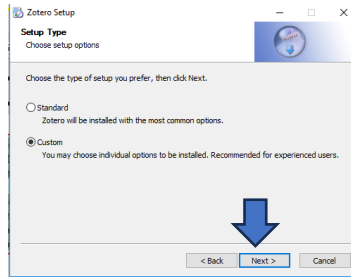 Zotero Setup
Setup Type
Choose setup options
Choose the type of setup you prefer, then click Next.
Standard
Zotero will be installed with the most common options.
Custom
You may choose individual options to be installed. Recommended for experienced users.
< Back
Next >
Cancel